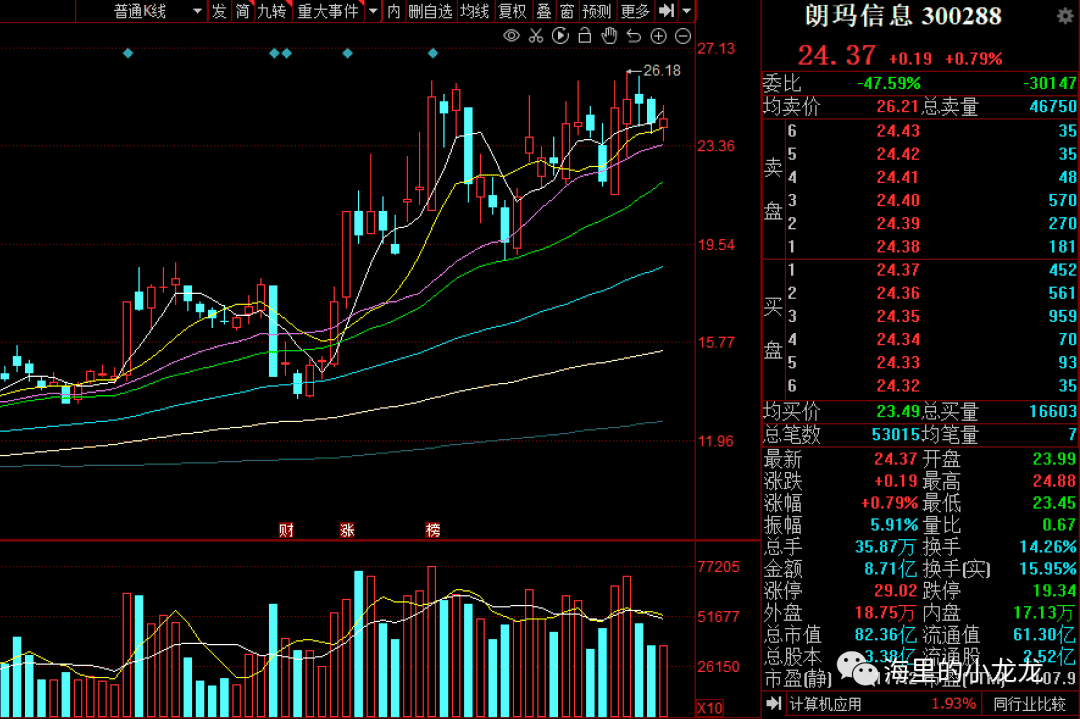 普通K线 发 简 九转 重大事件 内 删自选 均线 复权 叠 窗 预测 更多
朗玛信息 300288
24.37 +0.19 +0.79%
委比 -47.59% -30147
均卖价 26.21 总卖量 46750
卖盘
6 24.43 35
5 24.42 35
4 24.41 48
3 24.40 570
2 24.39 270
1 24.38 181
买盘
1 24.37 452
2 24.36 561
3 24.35 959
4 24.34 70
5 24.33 93
6 24.32 35
均买价 23.49 总买量 16603
总笔数 53015 均笔量 7
最新 24.37 开盘 23.99
涨跌 +0.19 最高 24.88
涨幅 +0.79% 最低 23.45
振幅 5.91% 量比 0.67
总手 35.87万 换手 14.26%
金额 8.71亿 换手(实) 15.95%
涨停 29.02 跌停 19.34
外盘 18.75万 内盘 17.13万
总市值 82.36亿 流通值 61.30亿
总股本 3.38亿 流通股 2.52亿
市盈(静)
海里的小龙龙
计算机应用 1.93% 同行业比较
27.13
26.18
23.36
19.54
15.77
11.96
财 涨 榜
77205
51677
26150
X10